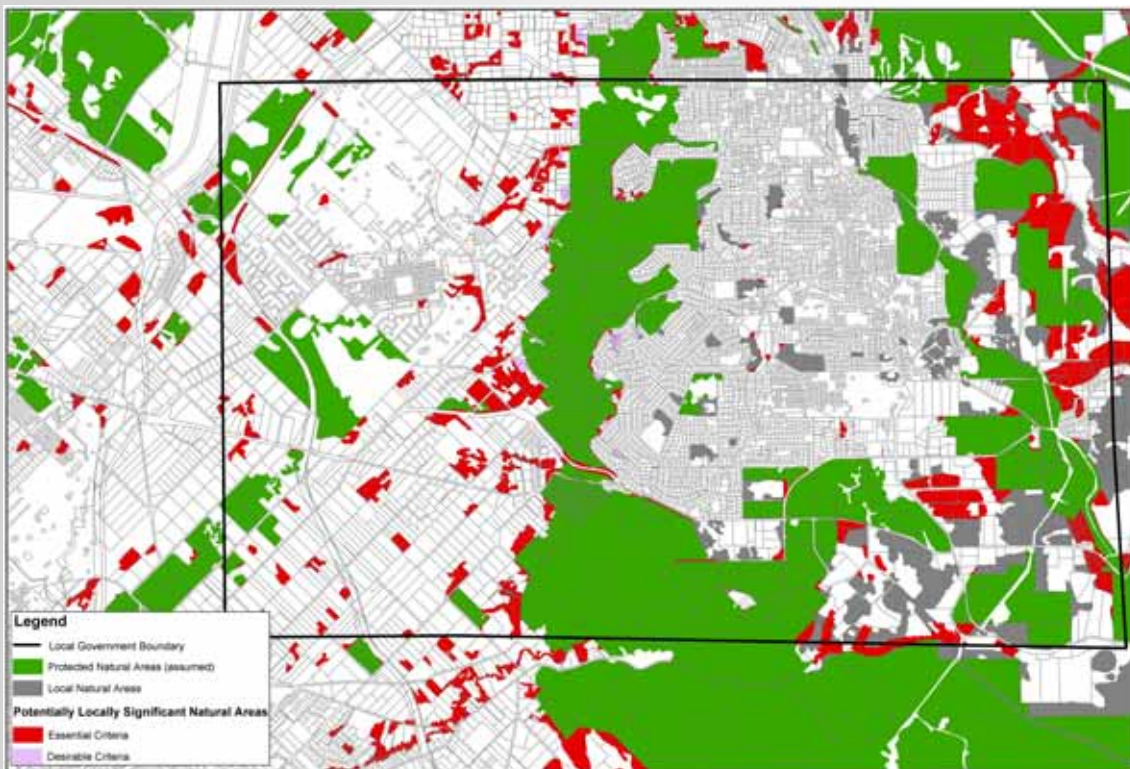 Legend
Local Government Boundary
Protected Natural Areas (assumed)
Local Natural Areas
Potentially Locally Significant Natural Areas
Essential Criteria
Desirable Criteria